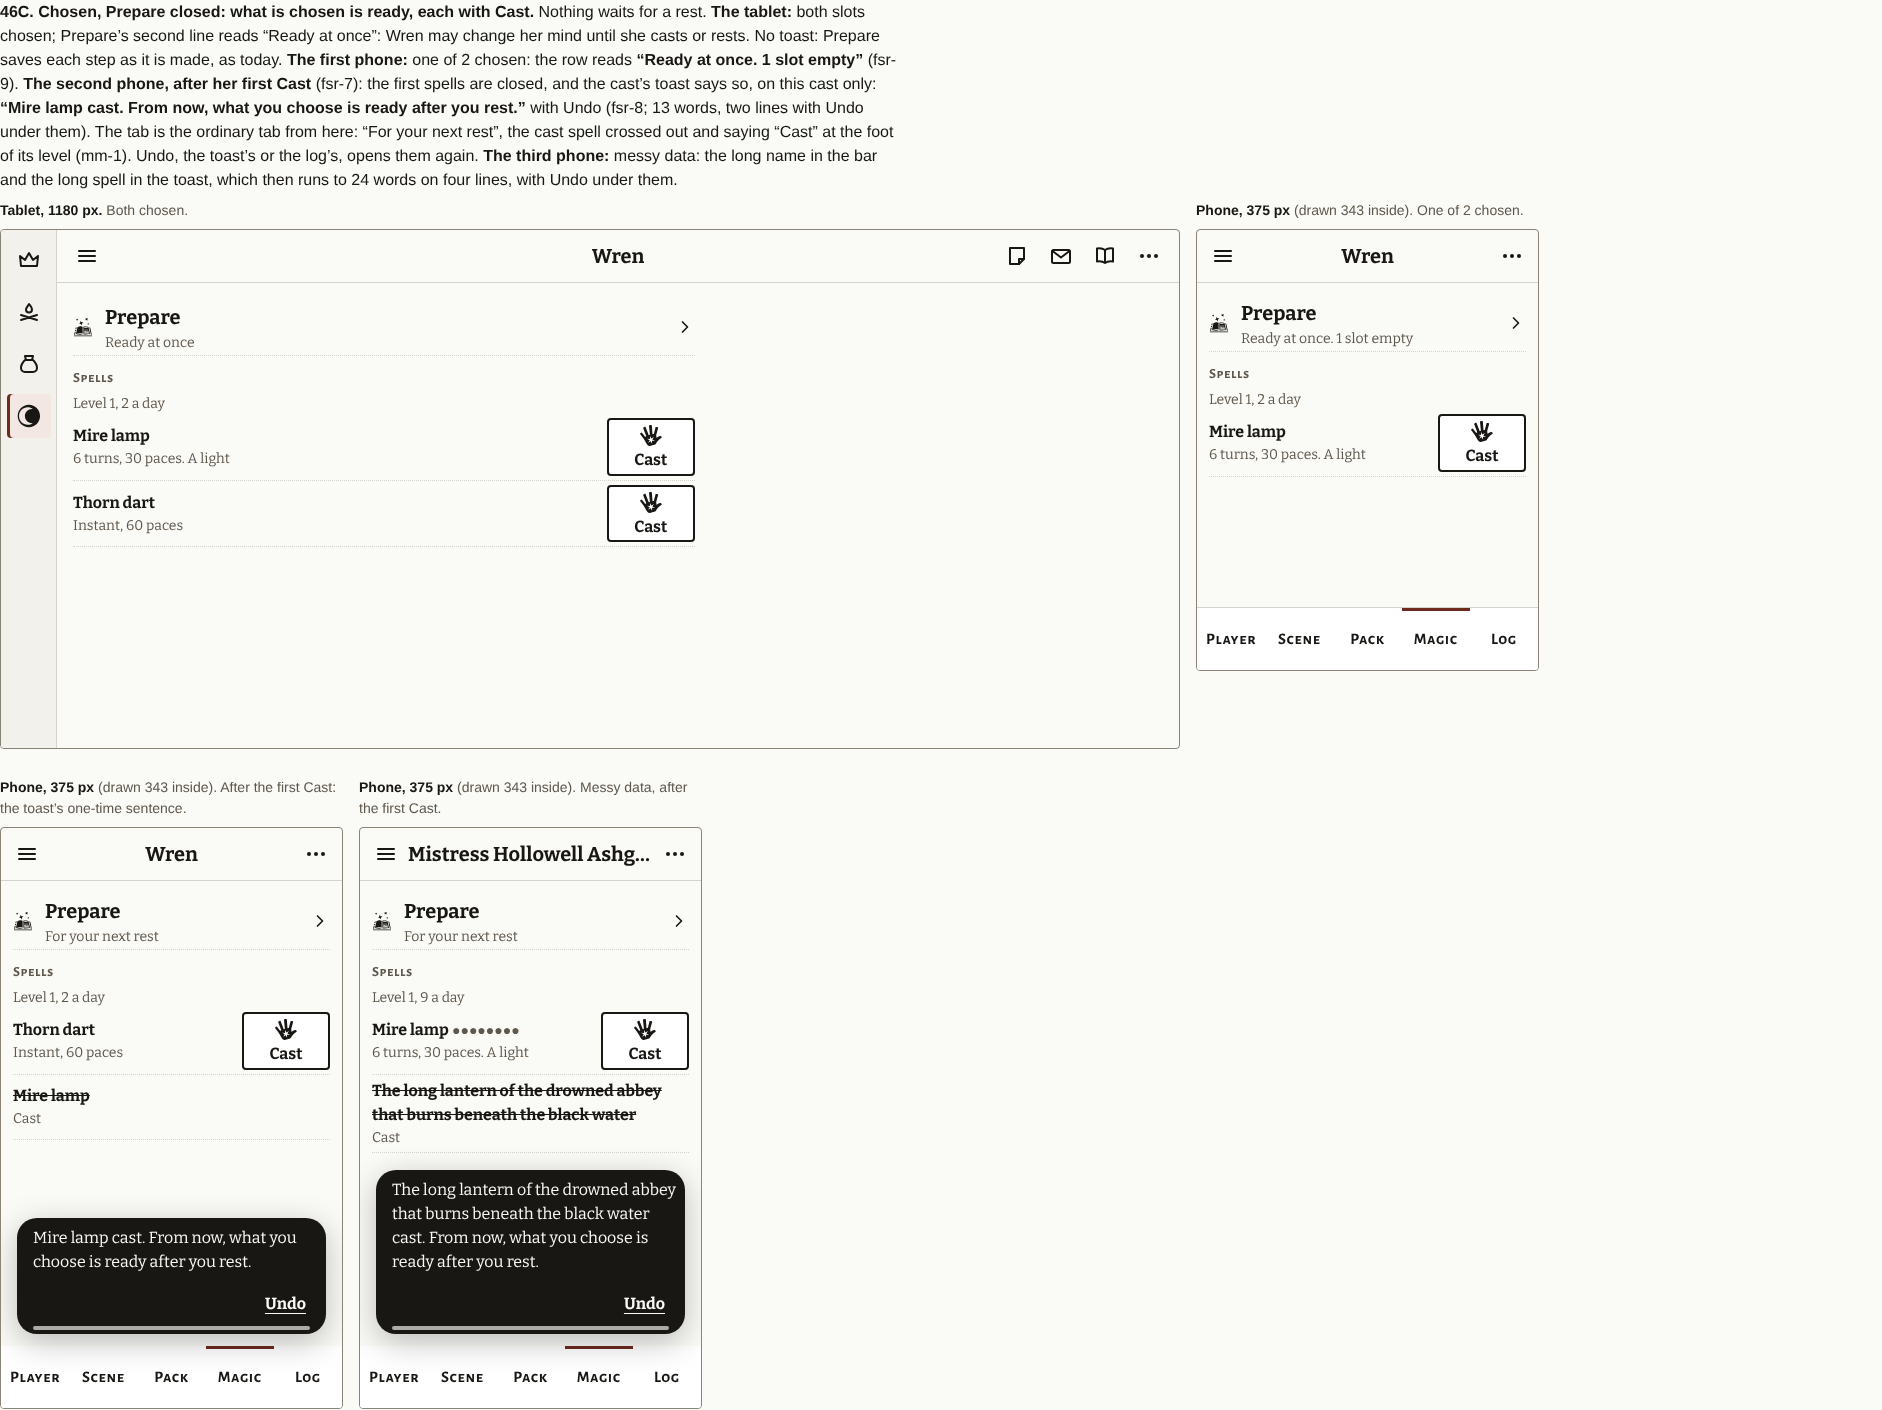 46C. Chosen, Prepare closed: what is chosen is ready, each with Cast. Nothing waits for a rest. The tablet: both slots
chosen; Prepare’s second line reads “Ready at once”: Wren may change her mind until she casts or rests. No toast: Prepare
saves each step as it is made, as today. The first phone: one of 2 chosen: the row reads “Ready at once. 1 slot empty” (fsr-
9). The second phone, after her first Cast (fsr-7): the first spells are closed, and the cast’s toast says so, on this cast only:
“Mire lamp cast. From now, what you choose is ready after you rest.” with Undo (fsr-8; 13 words, two lines with Undo
under them). The tab is the ordinary tab from here: “For your next rest”, the cast spell crossed out and saying “Cast” at the foot
of its level (mm-1). Undo, the toast’s or the log’s, opens them again. The third phone: messy data: the long name in the bar
and the long spell in the toast, which then runs to 24 words on four lines, with Undo under them.
Tablet, 1180 px. Both chosen.
Wren
Prepare
Ready at once
Spells
Level 1, 2 a day
Mire lamp
6 turns, 30 paces. A light
Cast
Thorn dart
Instant, 60 paces
Cast
Phone, 375 px (drawn 343 inside). One of 2 chosen.
Wren
Prepare
Ready at once. 1 slot empty
Spells
Level 1, 2 a day
Mire lamp
6 turns, 30 paces. A light
Cast
Player Scene Pack Magic Log
Phone, 375 px (drawn 343 inside). After the first Cast:
the toast’s one-time sentence.
Wren
Prepare
For your next rest
Spells
Level 1, 2 a day
Thorn dart
Instant, 60 paces
Cast
Mire lamp
Cast
Mire lamp cast. From now, what you
choose is ready after you rest.
Undo
Player Scene Pack Magic Log
Phone, 375 px (drawn 343 inside). Messy data, after
the first Cast.
Mistress Hollowell Ashg...
Prepare
For your next rest
Spells
Level 1, 9 a day
Mire lamp ●●●●●●●●
6 turns, 30 paces. A light
Cast
The long lantern of the drowned abbey
that burns beneath the black water
Cast
The long lantern of the drowned abbey
that burns beneath the black water
cast. From now, what you choose is
ready after you rest.
Undo
Player Scene Pack Magic Log